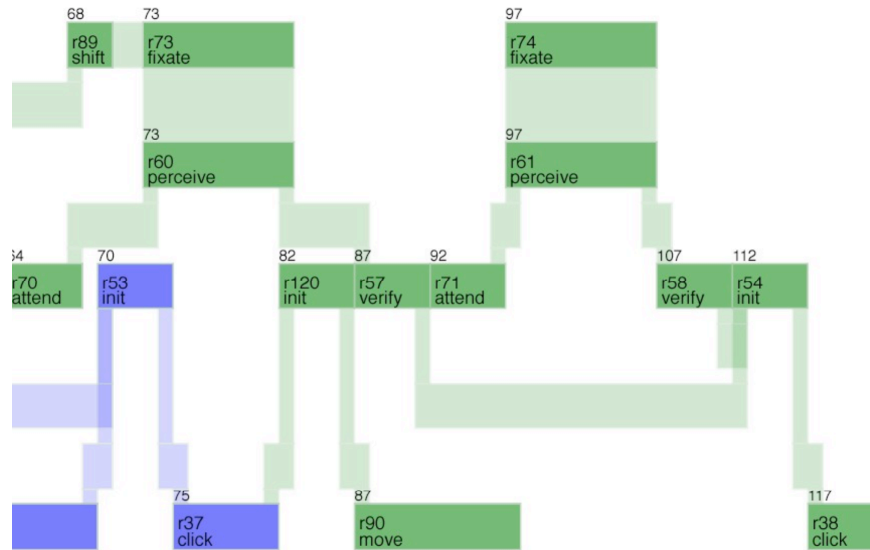 68 73 97
r89 r73 r74
shift fixate fixate
73 97
r60 r61
perceive perceive
64 70 82 87 92 107 112
r70 r53 r120 r57 r71 r58 r54
attend init init verify attend verify init
75 87 117
r37 r90 r38
click move click